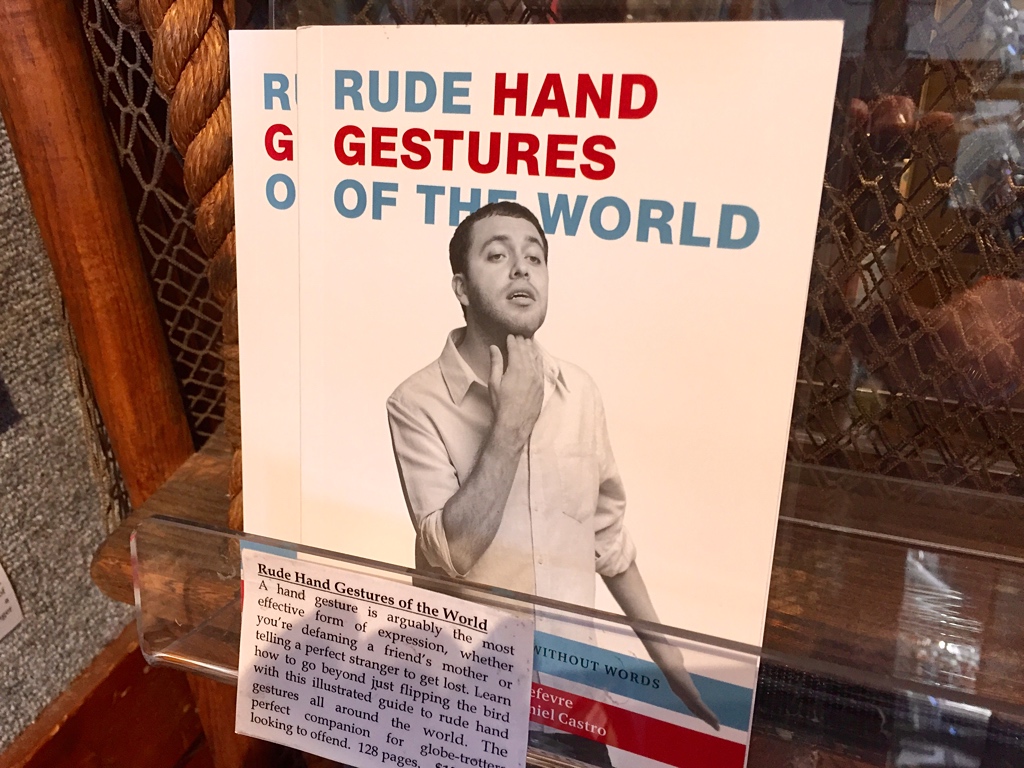 RUDE HAND
GESTURES
OF THE WORLD
WITHOUT WORDS
Rude Hand Gestures of the World
A hand gesture is arguably the most
effective form of expression, whether
you're defaming a friend's mother or
telling a perfect stranger to get lost. Learn
how to go beyond just flipping the bird
with this illustrated guide to rude hand
gestures all around the world. The
perfect companion for globe-trotters
looking to offend. 128 pages.
Castro